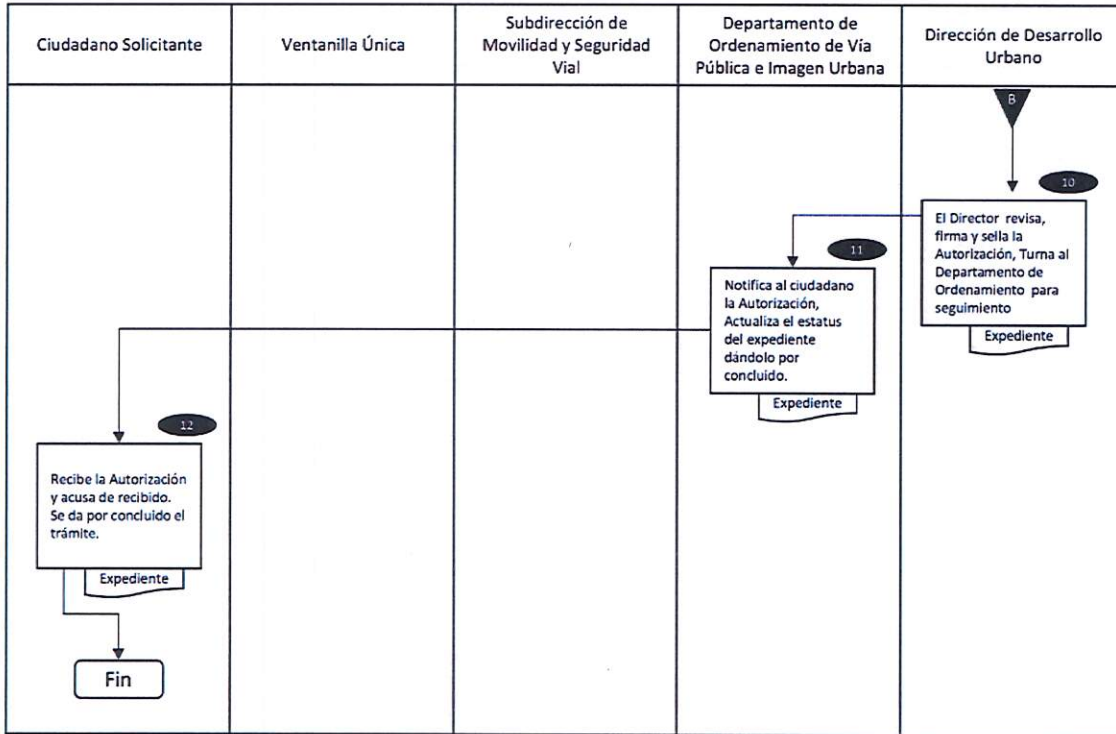 Ciudadano Solicitante
Ventanilla Única
Subdirección de
Movilidad y Seguridad
Vial
Departamento de
Ordenamiento de Vía
Pública e Imagen Urbana
Dirección de Desarrollo
Urbano
B
10
El Director revisa,
firma y sella la
Autorización, Turna al
Departamento de
Ordenamiento para
seguimiento
Expediente
11
Notifica al ciudadano
la Autorización,
Actualiza el estatus
del expediente
dándolo por
concluido.
Expediente
12
Recibe la Autorización
y acusa de recibido.
Se da por concluido el
trámite.
Expediente
Fin